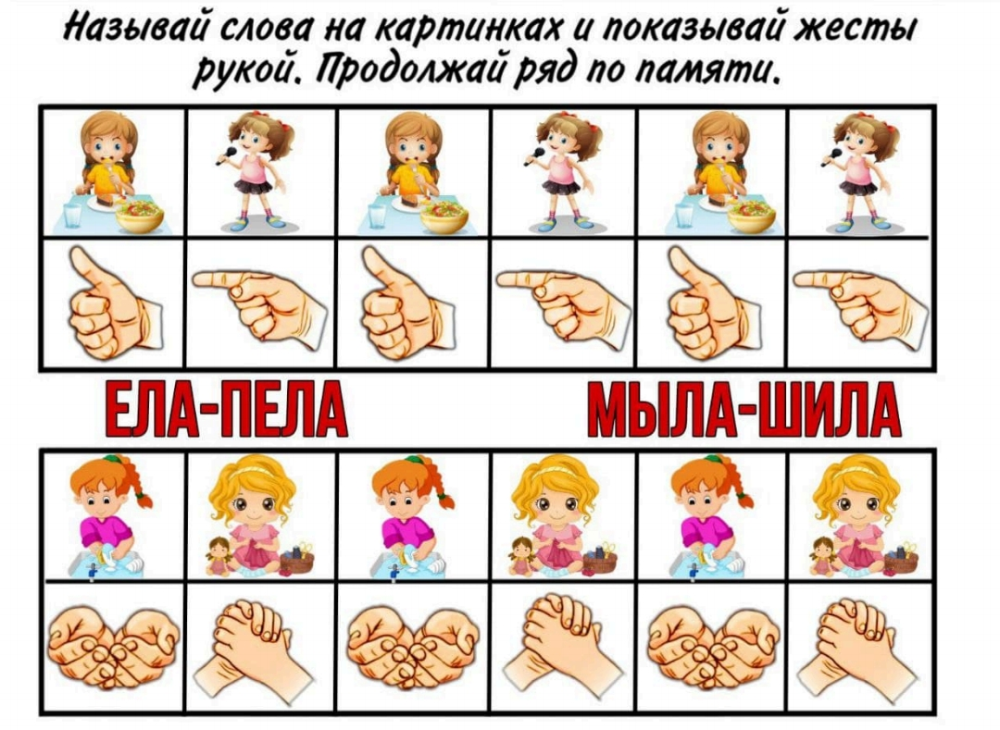 Называй слова на картинках и показывай жесты
рукой. Продолжай ряд по памяти.
ЕЛА-ПЕЛА МЫЛА-ШИЛА